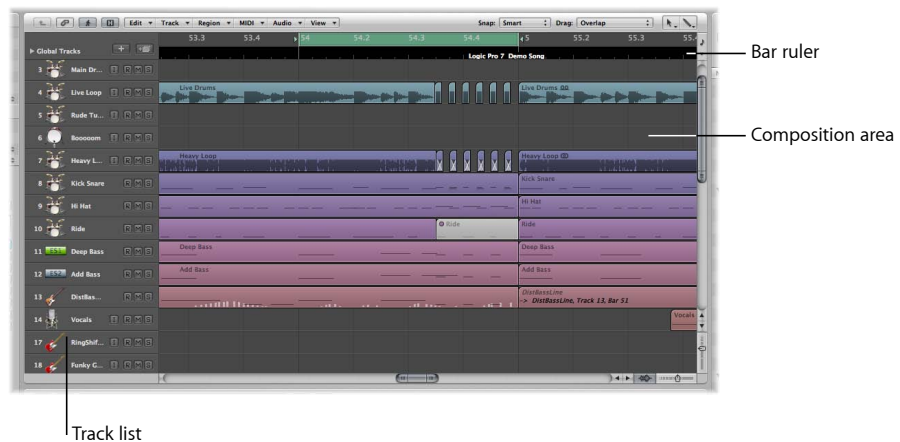 Edit Track Region MIDI Audio View Snap: Smart Drag: Overlap
53.3 53.4 54 54.2 54.3 54.4 5 55.2 55.3 55.4
Global Tracks
Logic Pro 7 Demo Song
Bar ruler
3 Main Dr... I R M S
4 Live Loop I R M S Live Drums Live Drums
5 Rude Tu... I R M S
6 Booooom I R M S
Composition area
7 Heavy L... I R M S Heavy Loop Heavy Loop
8 Kick Snare R M S Kick Snare
9 Hi Hat R M S Hi Hat
10 Ride R M S Ride Ride
11 ES1 Deep Bass R M S Deep Bass Deep Bass
12 ES2 Add Bass R M S Add Bass Add Bass
13 DistBas... R M S DistBassLine
-> DistBassLine, Track 13, Bar 51
14 Vocals I R M S Vocals
17 RingShif... I R M S
18 Funky G... I R M S
Track list